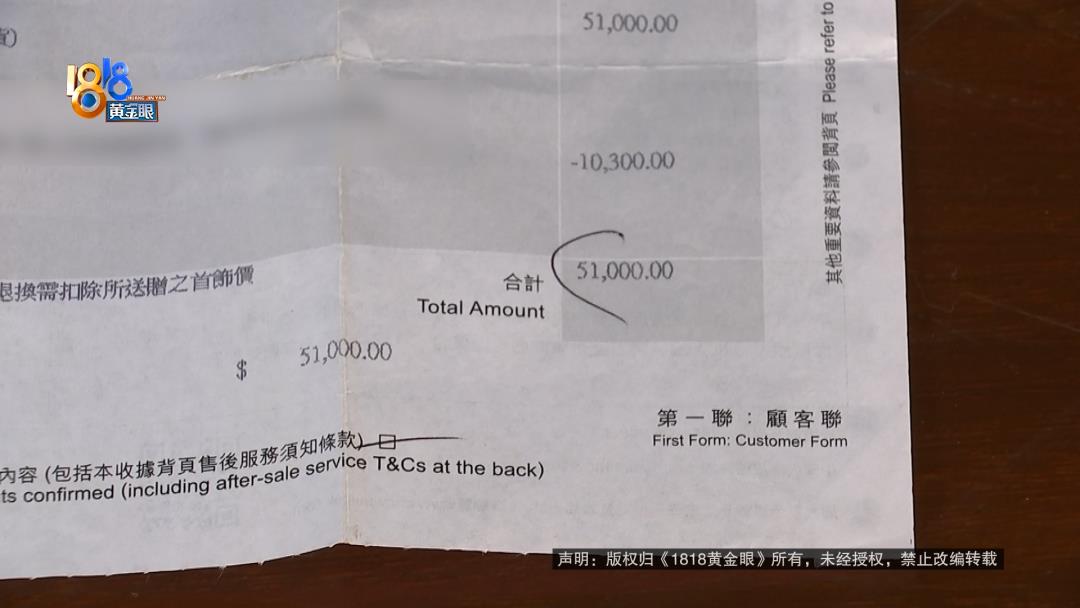 51,000.00
1818
HUANG JIN YAN
黄金眼
-10,300.00
退換需扣除所送贈之首飾價
合計
51,000.00
Total Amount
$ 51,000.00
第一聯：顧客聯
First Form: Customer Form
內容 (包括本收據背頁售後服務須知條款)
ts confirmed (including after-sale service T&Cs at the back)
其他重要資料請參閱背頁 Please refer to
声明：版权归《1818黄金眼》所有，未经授权，禁止改编转载